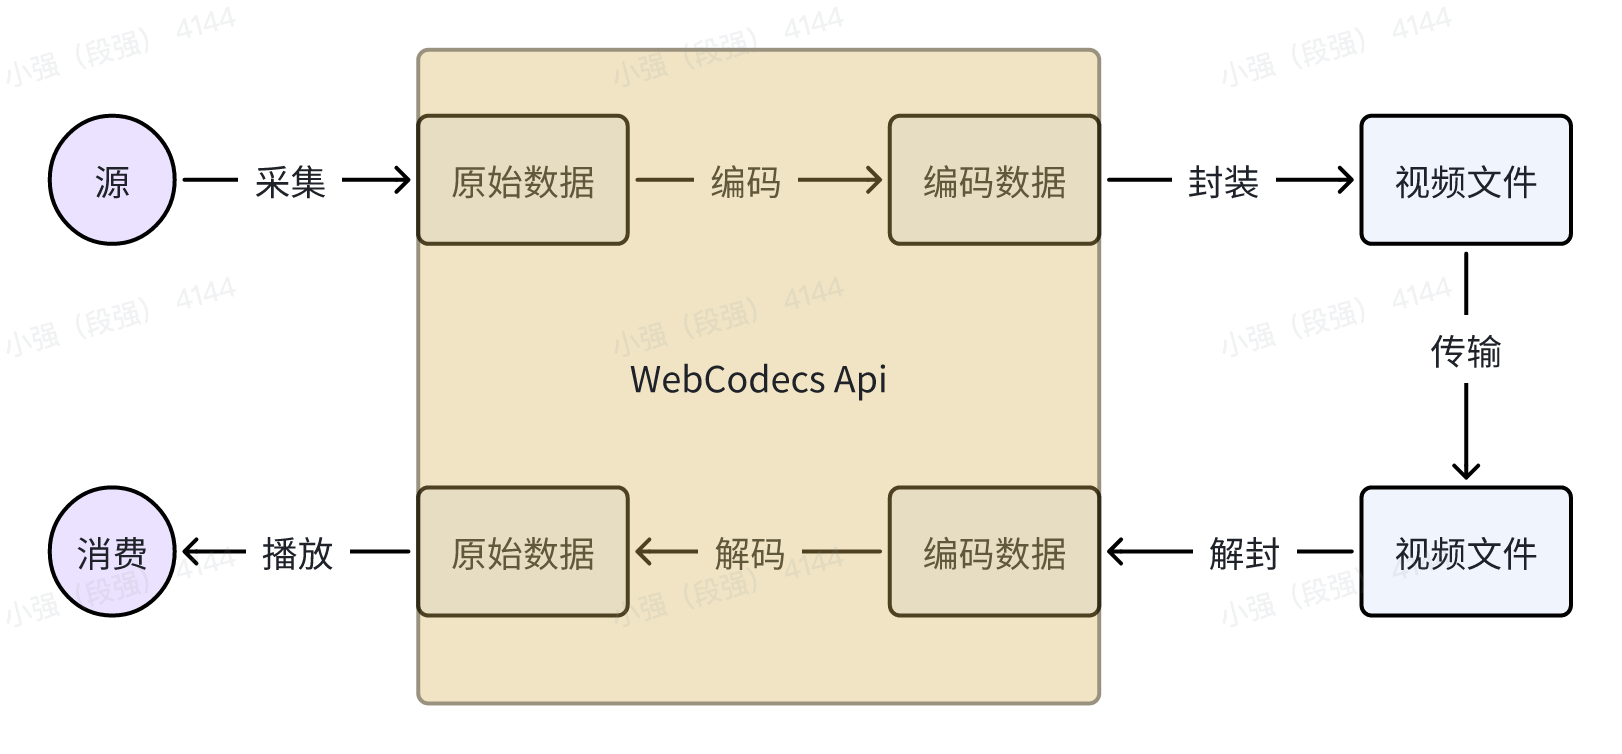 小强（段强） 4144
小强（段强） 4144
小强（段强） 4144
源
采集
原始数据
编码
编码数据
封装
视频文件
小强（段强） 4144
小强（段强） 4144
小强（段强） 4144
传输
WebCodecs Api
消费
播放
原始数据
解码
编码数据
解封
视频文件
小强（段强） 4144
小强（段强） 4144
小强（段强） 4144